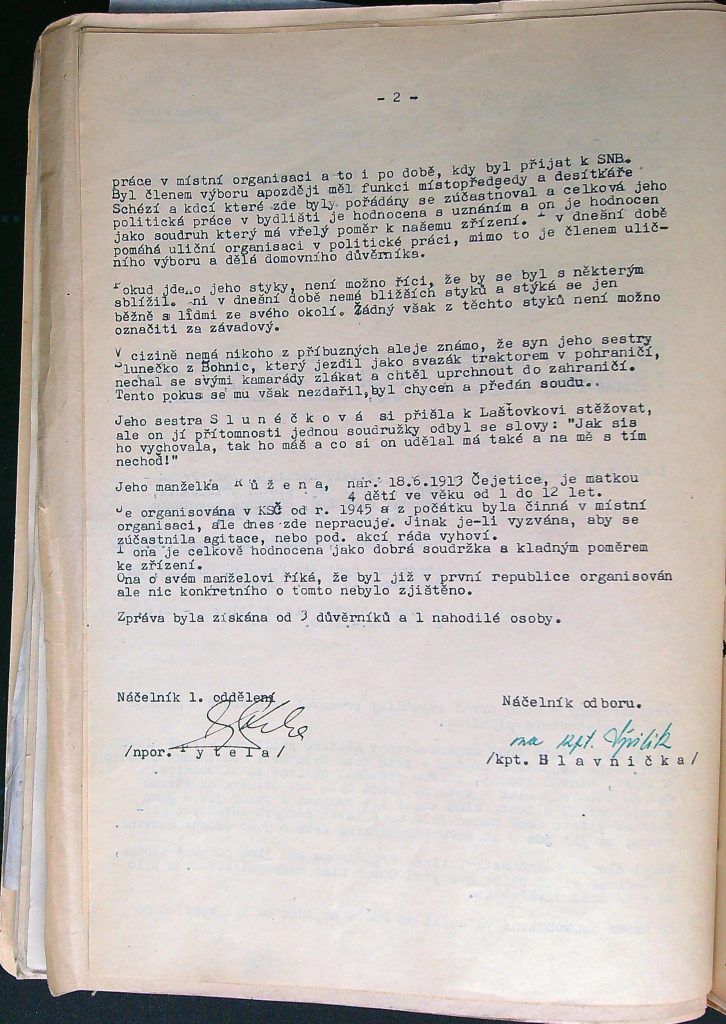 - 2 -
práce v místní organisaci a to i po době, kdy byl přijat k SNB.
Byl členem výboru apozději měl funkci místopředsedy a desítkáře
Schézí a kdcí které zde byly pořádány se zúčastňoval a celková jeho
politická práce v bydlišti je hodnocena s uznáním a on je hodnocen
jako soudruh který má vřelý poměr k našemu zřízení. I v dnešní době
pomáhá uliční organisaci v politické práci, mimo to je členem ulič-
ního výboru a dělá domovního důvěrníka.
Pokud jde o jeho styky, není možno říci, že by se byl s některým
sblížil. Ani v dnešní době nemá bližších styků a stýká se jen
běžně s lidmi ze svého okolí. Žádný však z těchto styků není možno
označiti za závadový.
V cizině nemá nikoho z příbuzných aleje známo, že syn jeho sestry
Slunečko z Bohnic, který jezdil jako svazák traktorem v pohraničí,
nechal se svými kamarády zlákat a chtěl uprchnout do zahraničí.
Tento pokus se mu však nezdařil,byl chycen a předán soudu..
Jeho sestra S l u n é č k o v á si přišla k Laštovkovi stěžovat,
ale on jí přítomnosti jednou soudružky odbyl se slovy: "Jak sis
ho vychovala, tak ho máš a co si on udělal má také a na mě s tím
nechoď!"
Jeho manželka R ů ž e n a, nar. 18.6.1913 Čejetice, je matkou
4 dětí ve věku od 1 do 12 let.
Je organisována v KSČ od r. 1945 a z počátku byla činná v místní
organisaci, ale dnes zde nepracuje. Jinak je-li vyzvána, aby se
zúčastnila agitace, nebo pod. akcí ráda vyhoví.
I ona je celkově hodnocena jako dobrá soudržka a kladným poměrem
ke zřízení.
Ona o svém manželovi říká, že byl již v první republice organisován
ale nic konkretního o tomto nebylo zjištěno.
Zpráva byla získána od 3 důvěrníků a 1 nahodilé osoby.
Náčelník 1. oddělení
Náčelník odboru.
kpt.
/npor. P y t e l a /
/kpt. H l a v n i č k a /